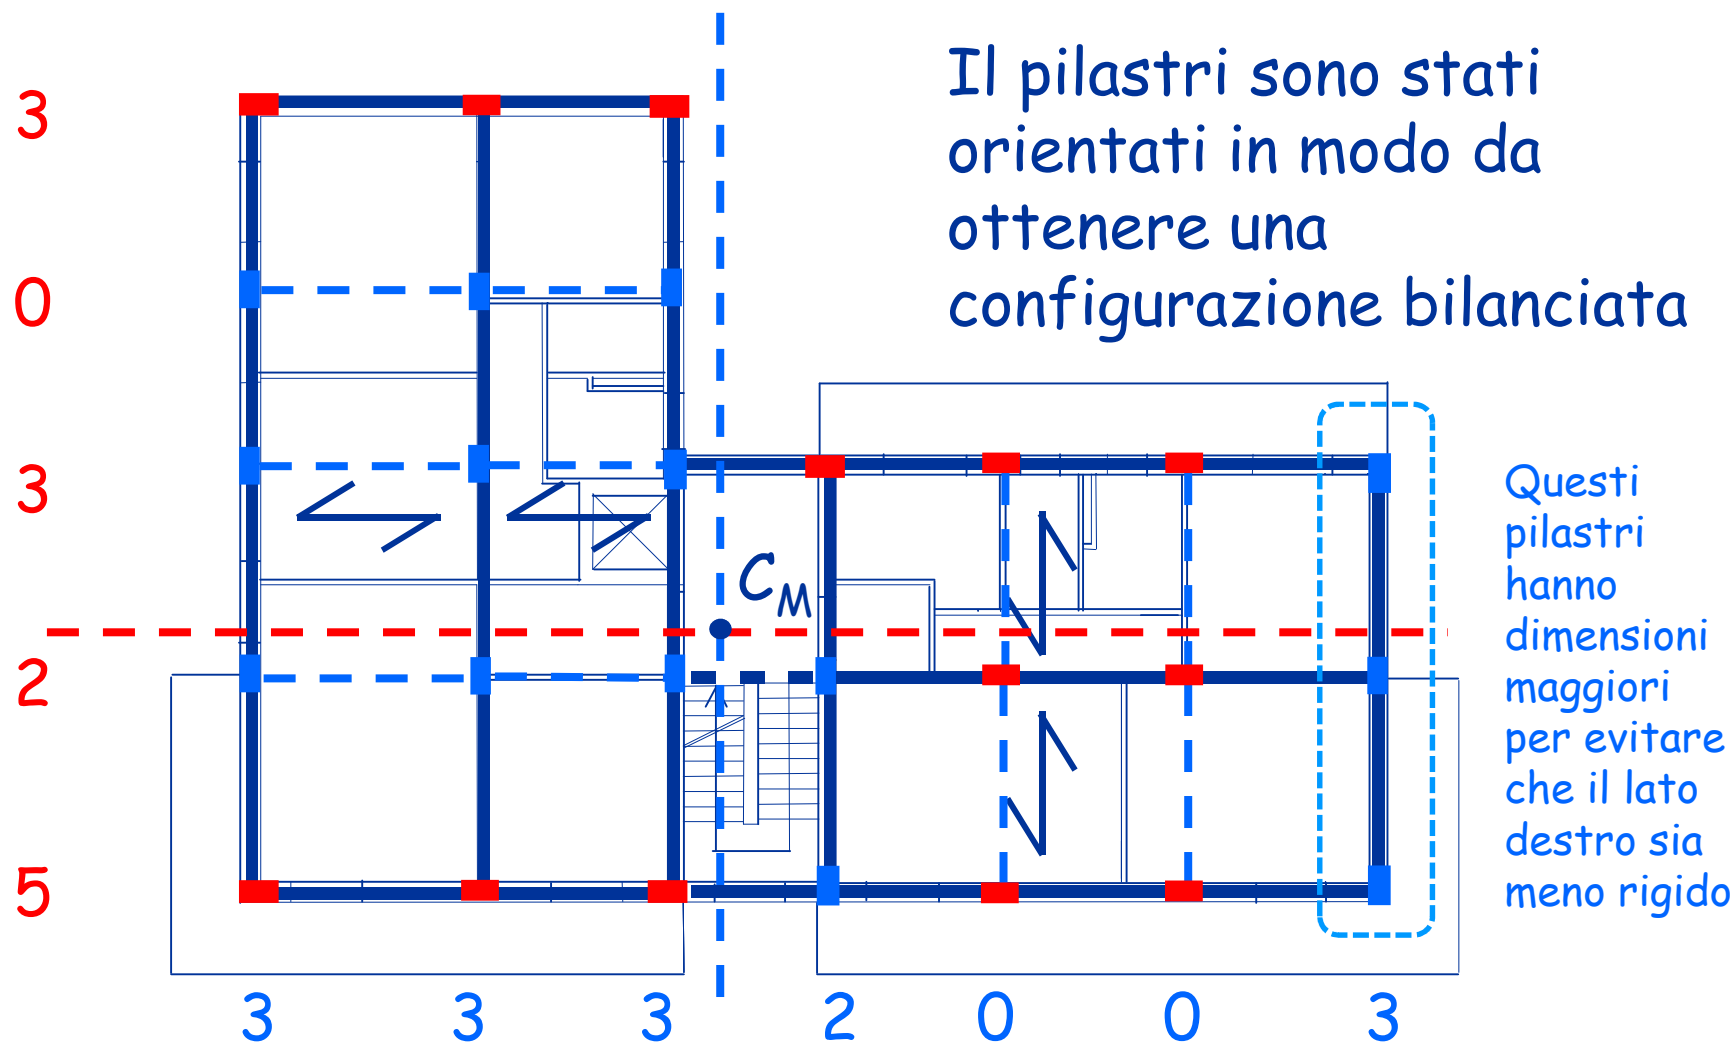 Il pilastri sono stati
orientati in modo da
ottenere una
configurazione bilanciata
3
0
3
2
5
C_M
Questi
pilastri
hanno
dimensioni
maggiori
per evitare
che il lato
destro sia
meno rigido
3 3 3 2 0 0 3